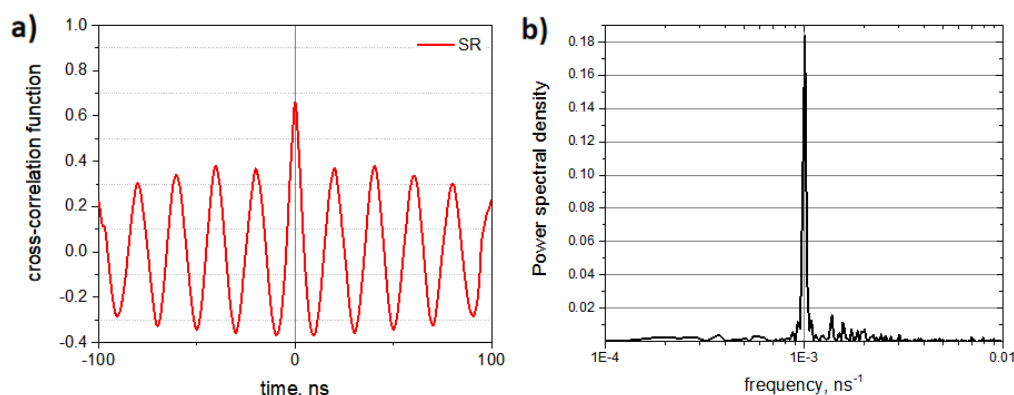 a)
1.0
0.8
0.6
0.4
0.2
0.0
-0.2
-0.4
cross-correlation function
SR
-100
0
100
time, ns
b)
0.18
0.16
0.14
0.12
0.10
0.08
0.06
0.04
0.02
Power spectral density
1E-4
1E-3
0.01
frequency, ns⁻¹